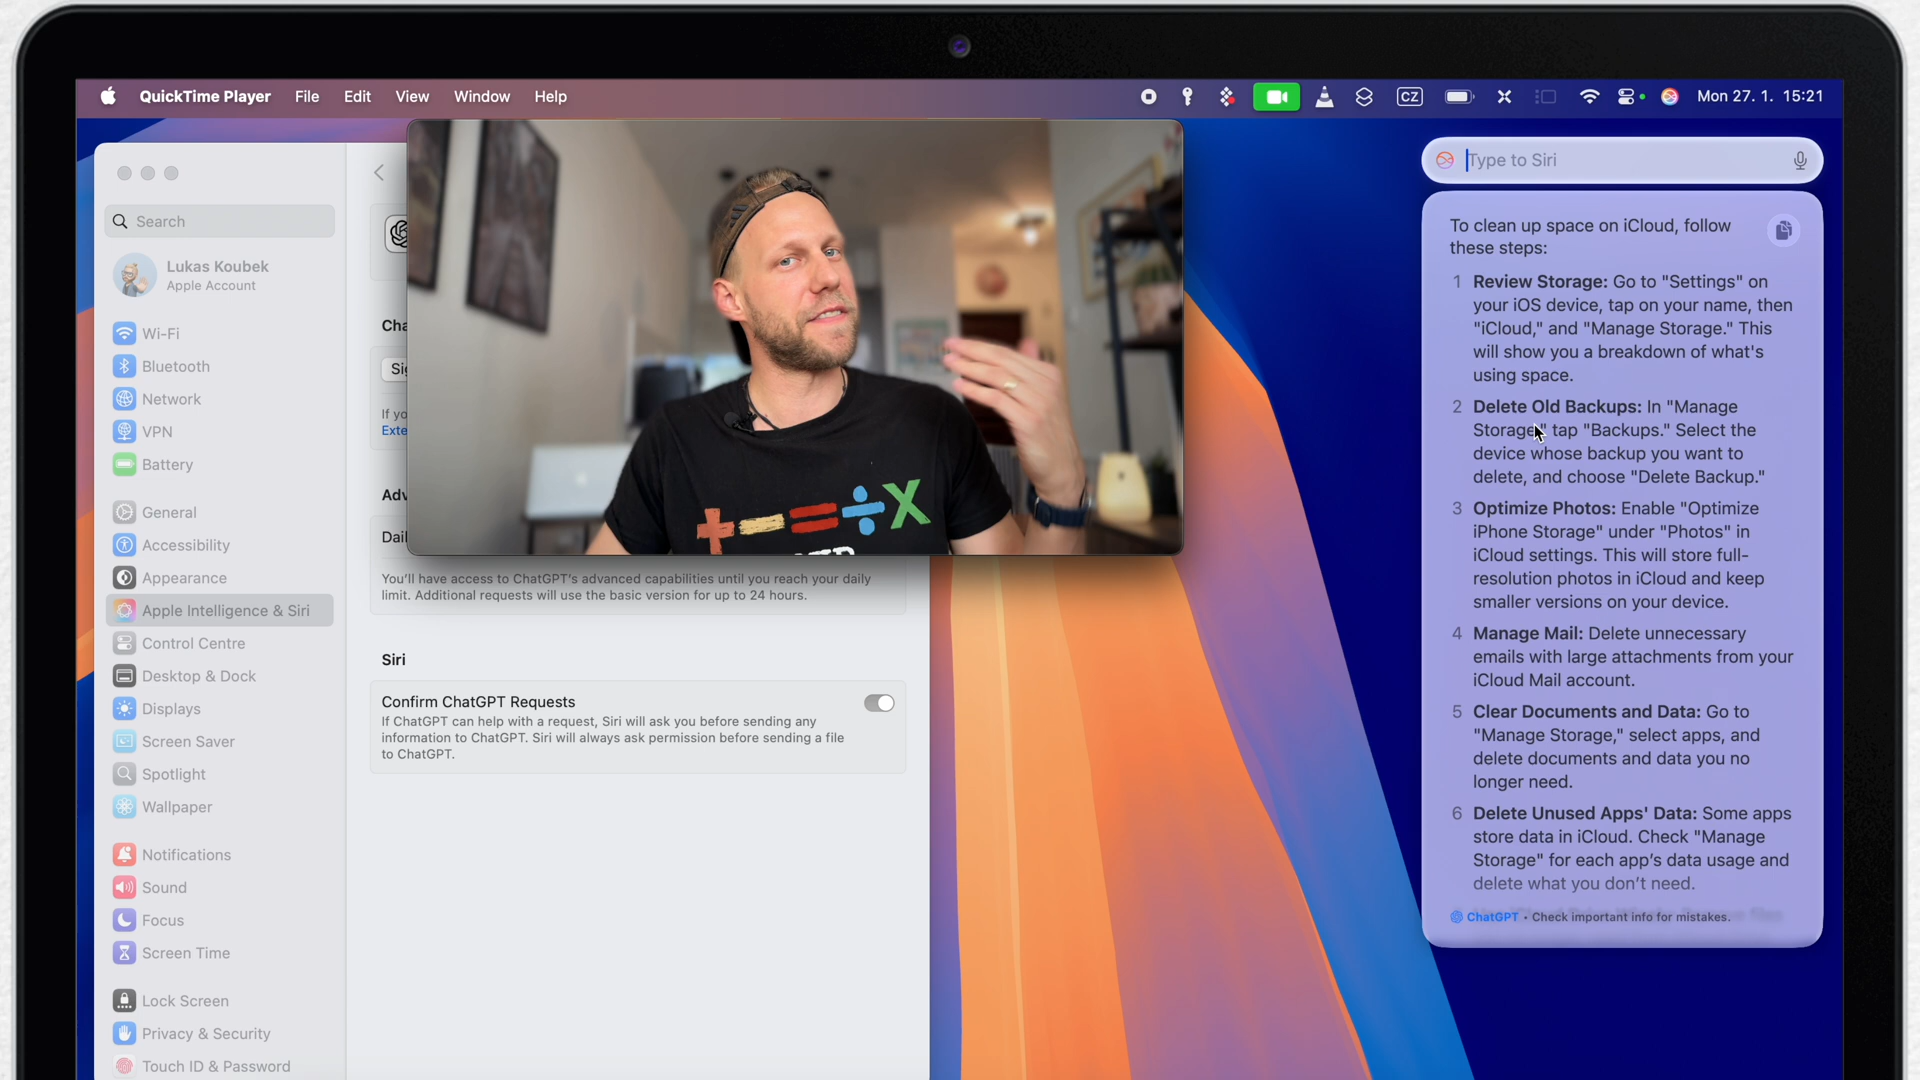 QuickTime Player File Edit View Window Help
CZ
Mon 27. 1. 15:21
Search
Lukas Koubek
Apple Account
Wi-Fi
Bluetooth
Network
VPN
Battery
General
Accessibility
Appearance
Apple Intelligence & Siri
Control Centre
Desktop & Dock
Displays
Screen Saver
Spotlight
Wallpaper
Notifications
Sound
Focus
Screen Time
Lock Screen
Privacy & Security
Touch ID & Password
Cha
Sig
If yo
Exte
Adv
Dail
You'll have access to ChatGPT's advanced capabilities until you reach your daily
limit. Additional requests will use the basic version for up to 24 hours.
Siri
Confirm ChatGPT Requests
If ChatGPT can help with a request, Siri will ask you before sending any
information to ChatGPT. Siri will always ask permission before sending a file
to ChatGPT.
+-=÷X
Type to Siri
To clean up space on iCloud, follow
these steps:
1 Review Storage: Go to "Settings" on
your iOS device, tap on your name, then
"iCloud," and "Manage Storage." This
will show you a breakdown of what's
using space.
2 Delete Old Backups: In "Manage
Storage," tap "Backups." Select the
device whose backup you want to
delete, and choose "Delete Backup."
3 Optimize Photos: Enable "Optimize
iPhone Storage" under "Photos" in
iCloud settings. This will store full-
resolution photos in iCloud and keep
smaller versions on your device.
4 Manage Mail: Delete unnecessary
emails with large attachments from your
iCloud Mail account.
5 Clear Documents and Data: Go to
"Manage Storage," select apps, and
delete documents and data you no
longer need.
6 Delete Unused Apps' Data: Some apps
store data in iCloud. Check "Manage
Storage" for each app's data usage and
delete what you don't need.
ChatGPT • Check important info for mistakes.